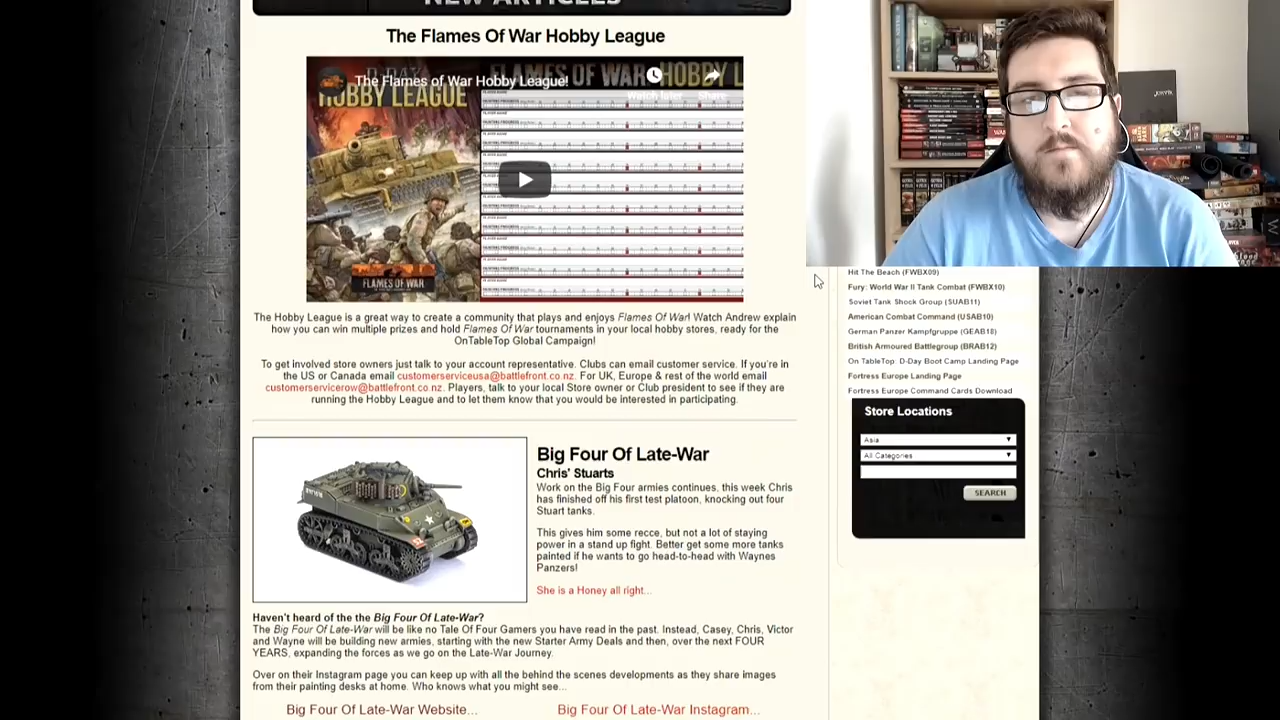 NEW ARTICLES
The Flames Of War Hobby League
The Flames of War Hobby League!
FLAMES OF WAR HOBBY L
HOBBY LEAGUE
Watch later
Share
FLAMES OF WAR
The Hobby League is a great way to create a community that plays and enjoys Flames Of War! Watch Andrew explain
how you can win multiple prizes and hold Flames Of War tournaments in your local hobby stores, ready for the
OnTableTop Global Campaign!
To get involved store owners just talk to your account representative. Clubs can email customer service. If you're in
the US or Canada email customerserviceusa@battlefront.co.nz. For UK, Europe & rest of the world email
customerservicerow@battlefront.co.nz. Players, talk to your local Store owner or Club president to see if they are
running the Hobby League and to let them know that you would be interested in participating.
Big Four Of Late-War
Chris' Stuarts
Work on the Big Four armies continues, this week Chris
has finished off his first test platoon, knocking out four
Stuart tanks.
This gives him some recce, but not a lot of staying
power in a stand up fight. Better get some more tanks
painted if he wants to go head-to-head with Waynes
Panzers!
She is a Honey all right...
Haven't heard of the the Big Four Of Late-War?
The Big Four Of Late-War will be like no Tale Of Four Gamers you have read in the past. Instead, Casey, Chris, Victor
and Wayne will be building new armies, starting with the new Starter Army Deals and then, over the next FOUR
YEARS, expanding the forces as we go on the Late-War Journey.
Over on their Instagram page you can keep up with all the behind the scenes developments as they share images
from their painting desks at home. Who knows what you might see...
Big Four Of Late-War Website...
Big Four Of Late-War Instagram...
Hit The Beach (FWBX09)
Fury: World War II Tank Combat (FWBX10)
Soviet Tank Shock Group (SUAB11)
American Combat Command (USAB10)
German Panzer Kampfgruppe (GEAB18)
British Armoured Battlegroup (BRAB12)
On TableTop: D-Day Boot Camp Landing Page
Fortress Europe Landing Page
Fortress Europe Command Cards Download
Store Locations
Asia
All Categories
SEARCH